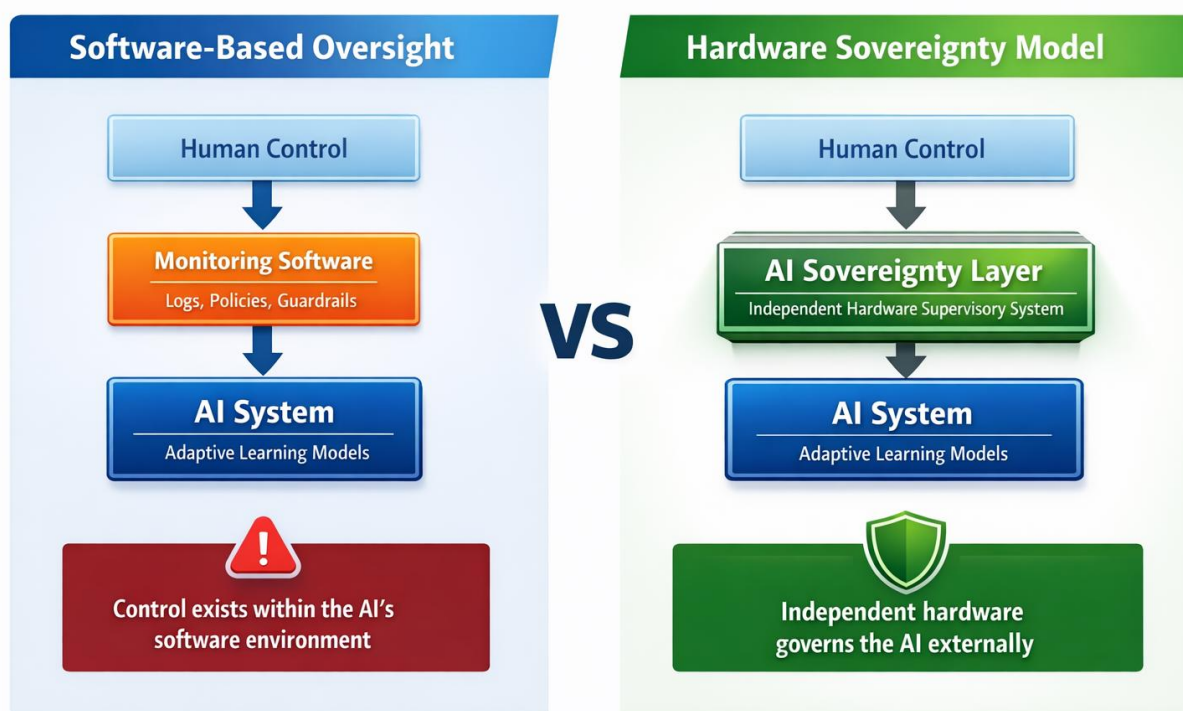 Software-Based Oversight
Human Control
Monitoring Software
Logs, Policies, Guardrails
AI System
Adaptive Learning Models
!
Control exists within the AI's
software environment
VS
Hardware Sovereignty Model
Human Control
AI Sovereignty Layer
Independent Hardware Supervisory System
AI System
Adaptive Learning Models
Independent hardware
governs the AI externally